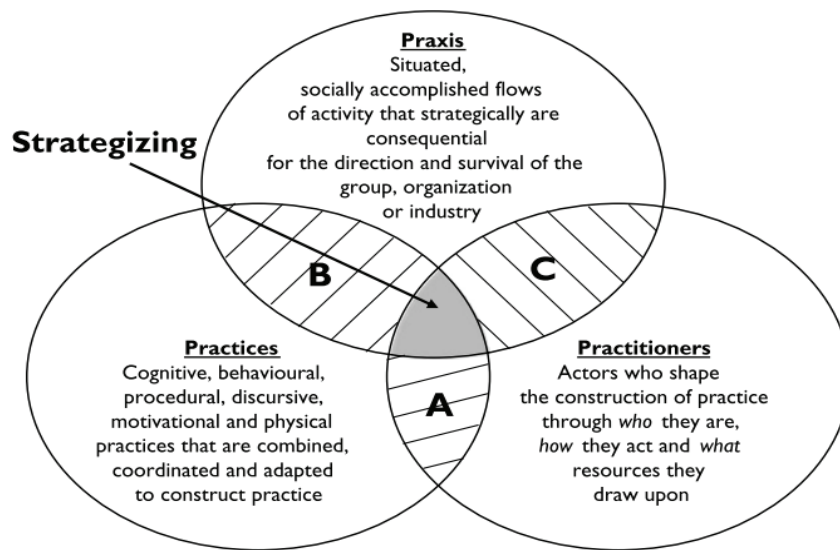 Praxis
Situated,
socially accomplished flows
of activity that strategically are
consequential
for the direction and survival of the
group, organization
or industry
Strategizing
B
C
Practices
Cognitive, behavioural,
procedural, discursive,
motivational and physical
practices that are combined,
coordinated and adapted
to construct practice
A
Practitioners
Actors who shape
the construction of practice
through who they are,
how they act and what
resources they
draw upon